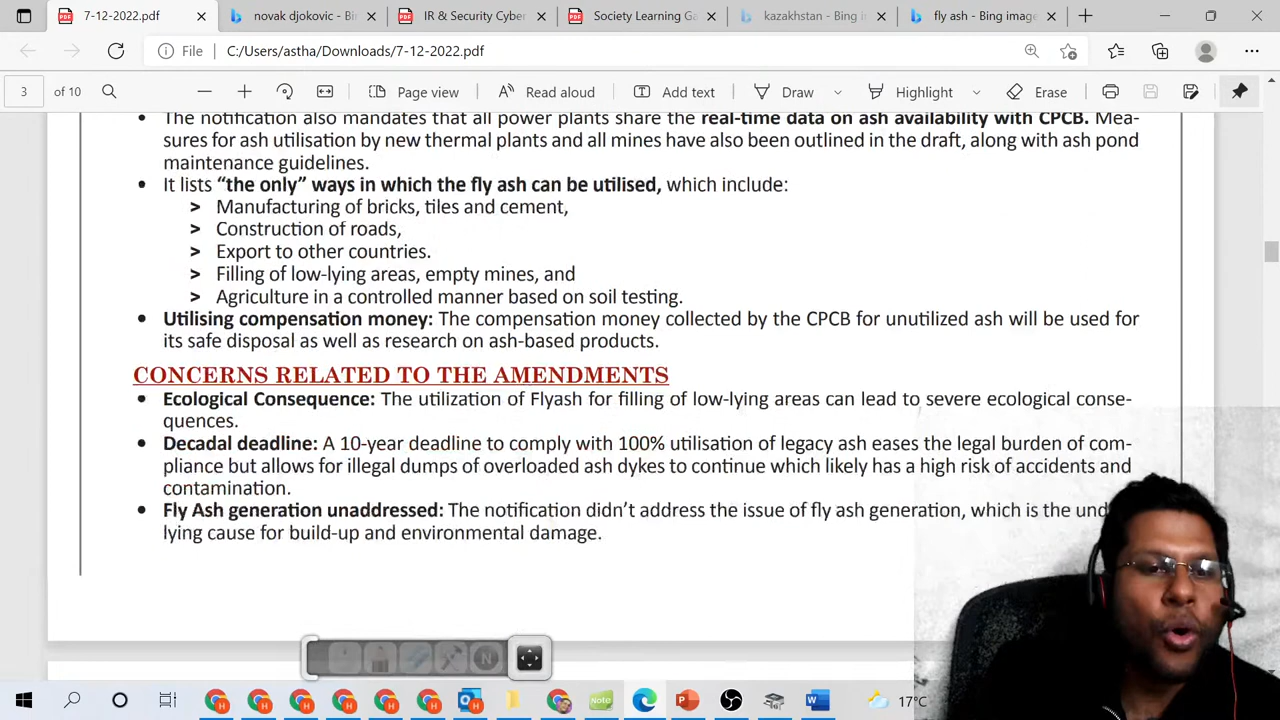 7-12-2022.pdf
novak djokovic - Bi
IR & Security Cyber
Society Learning Ga
kazakhstan - Bing i
fly ash - Bing image
File
C:/Users/astha/Downloads/7-12-2022.pdf
3
of 10
Page view
Read aloud
Add text
Draw
Highlight
Erase
The notification also mandates that all power plants share the real-time data on ash availability with CPCB. Mea-
sures for ash utilisation by new thermal plants and all mines have also been outlined in the draft, along with ash pond
maintenance guidelines.
• It lists “the only” ways in which the fly ash can be utilised, which include:
> Manufacturing of bricks, tiles and cement,
> Construction of roads,
> Export to other countries.
> Filling of low-lying areas, empty mines, and
> Agriculture in a controlled manner based on soil testing.
• Utilising compensation money: The compensation money collected by the CPCB for unutilized ash will be used for
its safe disposal as well as research on ash-based products.
CONCERNS RELATED TO THE AMENDMENTS
• Ecological Consequence: The utilization of Flyash for filling of low-lying areas can lead to severe ecological conse-
quences.
• Decadal deadline: A 10-year deadline to comply with 100% utilisation of legacy ash eases the legal burden of com-
pliance but allows for illegal dumps of overloaded ash dykes to continue which likely has a high risk of accidents and
contamination.
• Fly Ash generation unaddressed: The notification didn’t address the issue of fly ash generation, which is the und
lying cause for build-up and environmental damage.
N
Note
17°C